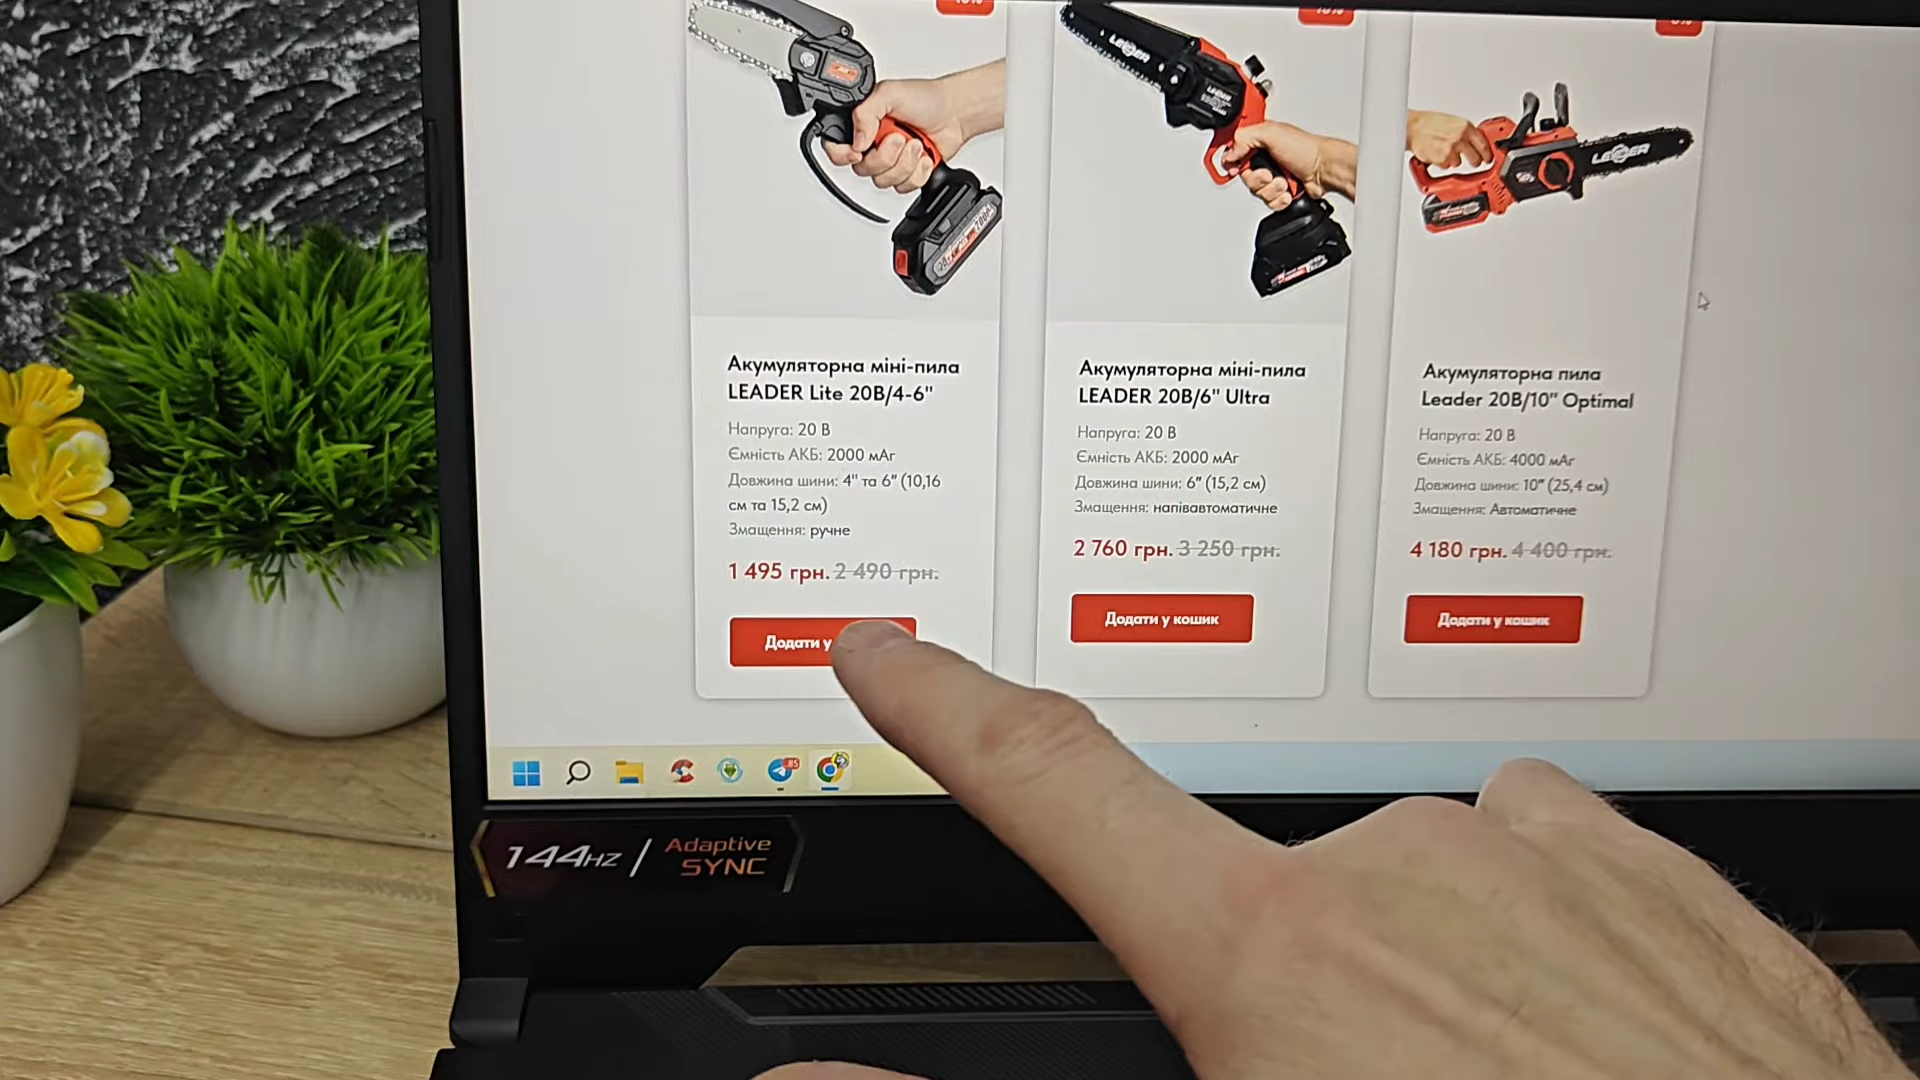 LEADER
LEADER
Акумуляторна міні-пила
LEADER Lite 20В/4-6"
Напруга: 20 В
Ємність АКБ: 2000 мАг
Довжина шини: 4" та 6" (10,16
см та 15,2 см)
Змащення: ручне
1 495 грн. 2 490 грн.
Додати у
Акумуляторна міні-пила
LEADER 20В/6" Ultra
Напруга: 20 В
Ємність АКБ: 2000 мАг
Довжина шини: 6" (15,2 см)
Змащення: напівавтоматичне
2 760 грн. 3 250 грн.
Додати у кошик
Акумуляторна пила
Leader 20В/10" Optimal
Напруга: 20 В
Ємність АКБ: 4000 мАг
Довжина шини: 10" (25,4 см)
Змащення: Автоматичне
4 180 грн. 4 400 грн.
Додати у кошик
85
144HZ / Adaptive
SYNC